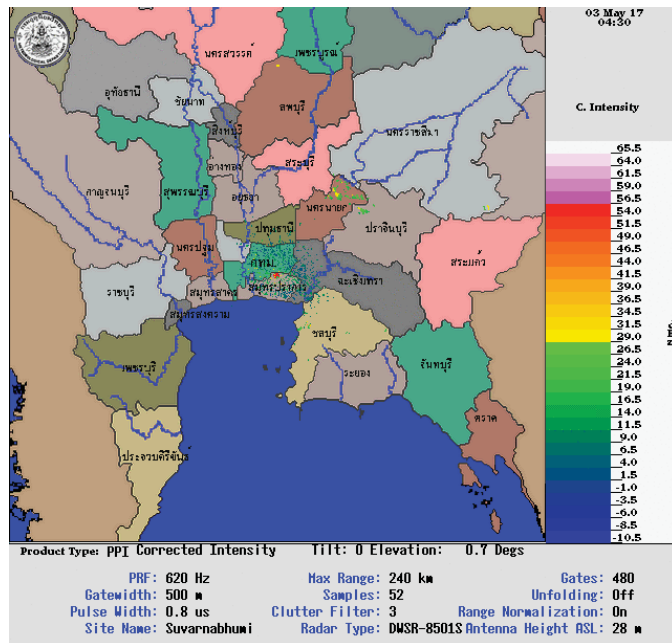 03 May 17
04:30
C. Intensity
นครสวรรค์
เพชรบูรณ์
อุทัยธานี
ชัยนาท
ลพบุรี
สิงหบุรี
นครราชสีมา
สระบุรี
อ่างทอง
กาญจนบุรี
สุพรรณบุรี
อยุธยา
นครนายก
ปราจีนบุรี
ปทุมธานี
นครปฐม
สระแก้ว
กทม.
ฉะเชิงเทรา
ราชบุรี
สมุทรสาคร
สมุทรปราการ
สมุทรสงคราม
ชลบุรี
เพชรบุรี
ระยอง
จันทบุรี
ตราด
ประจวบคีรีขันธ์
65.5
64.0
61.5
59.0
56.5
54.0
51.5
49.0
46.5
44.0
41.5
39.0
36.5
34.0
31.5
29.0
26.5
24.0
21.5
19.0
16.5
14.0
11.5
9.0
6.5
4.0
1.5
-1.0
-3.5
-6.0
-8.5
-10.5
Product Type: PPI Corrected Intensity Tilt: 0 Elevation: 0.7 Degs
PRF: 620 Hz Max Range: 240 km Gates: 480
Gatewidth: 500 m Samples: 52 Unfolding: Off
Pulse Width: 0.8 us Clutter Filter: 3 Range Normalization: On
Site Name: Suvarnabhumi Radar Type: DWSR-8501S Antenna Height ASL: 28 m